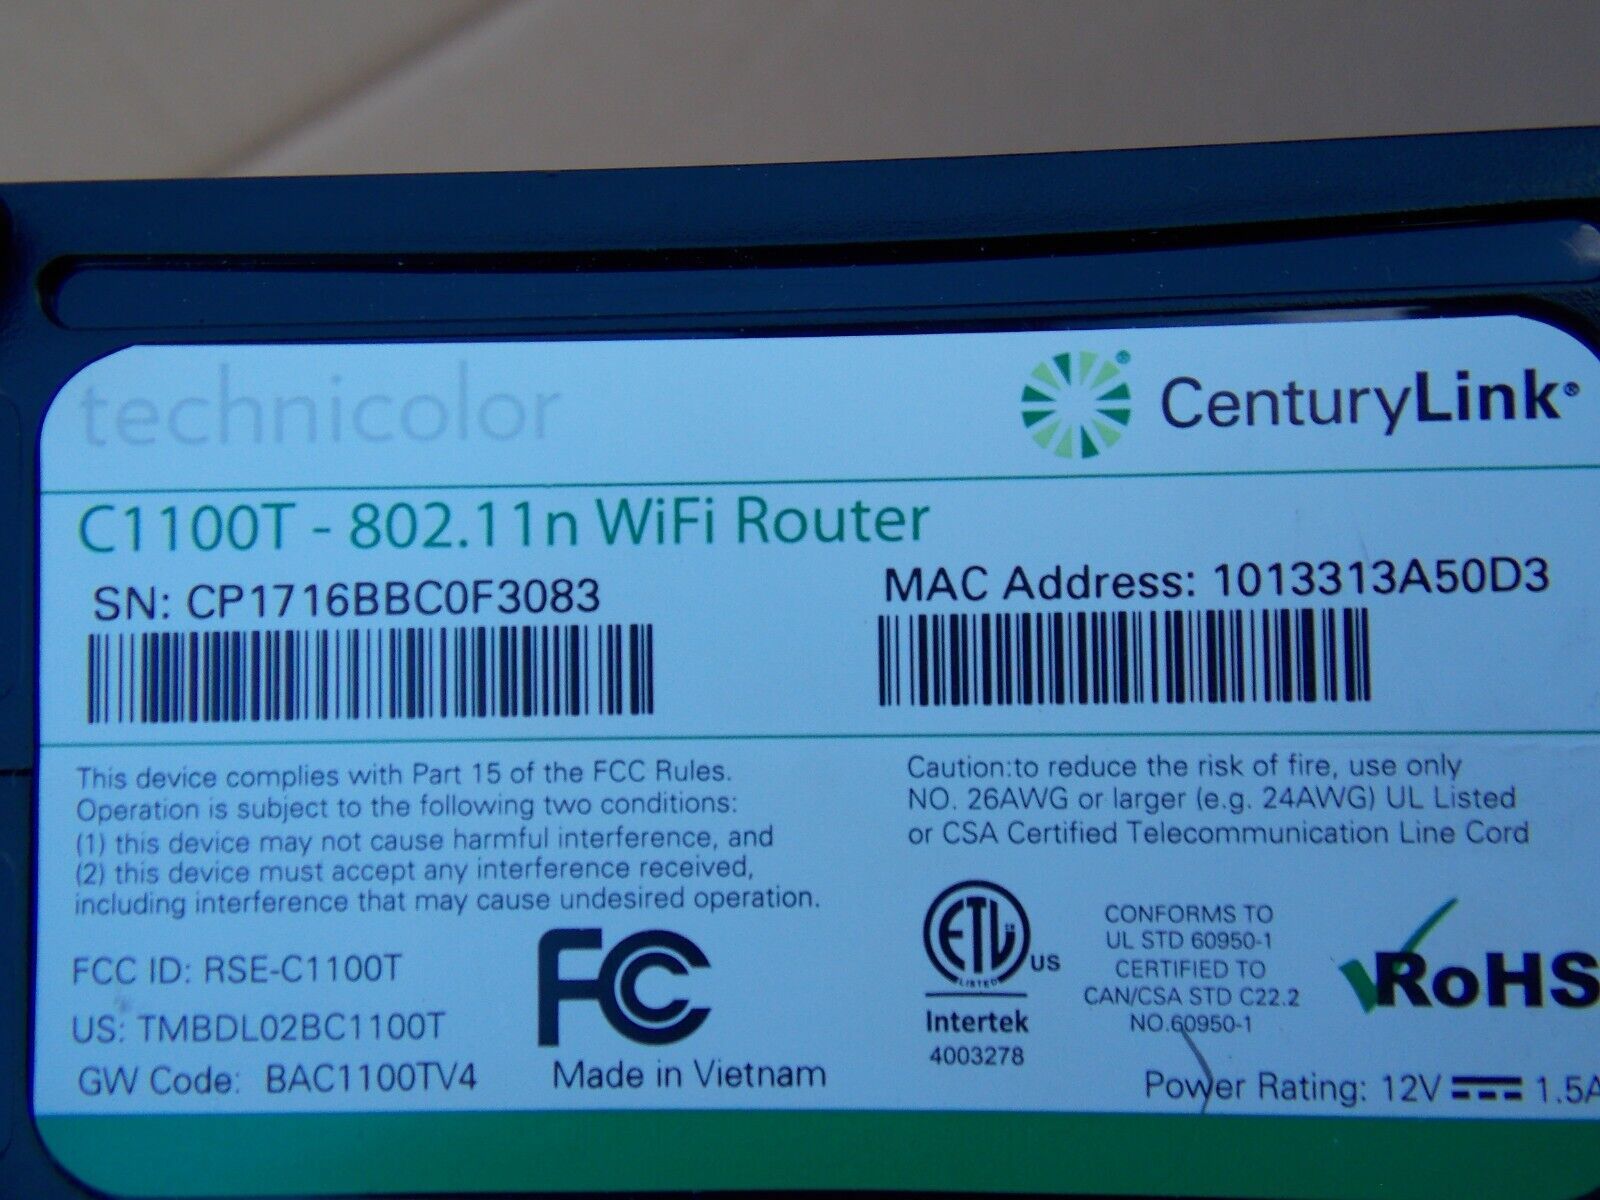 technicolor
CenturyLink®
C1100T - 802.11n WiFi Router
SN: CP1716BBC0F3083
MAC Address: 1013313A50D3
This device complies with Part 15 of the FCC Rules.
Operation is subject to the following two conditions:
(1) this device may not cause harmful interference, and
(2) this device must accept any interference received,
including interference that may cause undesired operation.
Caution:to reduce the risk of fire, use only
NO. 26AWG or larger (e.g. 24AWG) UL Listed
or CSA Certified Telecommunication Line Cord
FCC ID: RSE-C1100T
US: TMBDL02BC1100T
GW Code: BAC1100TV4
FC
Made in Vietnam
ETL
LISTED
US
Intertek
4003278
CONFORMS TO
UL STD 60950-1
CERTIFIED TO
CAN/CSA STD C22.2
NO.60950-1
RoHS
Power Rating: 12V 1.5A